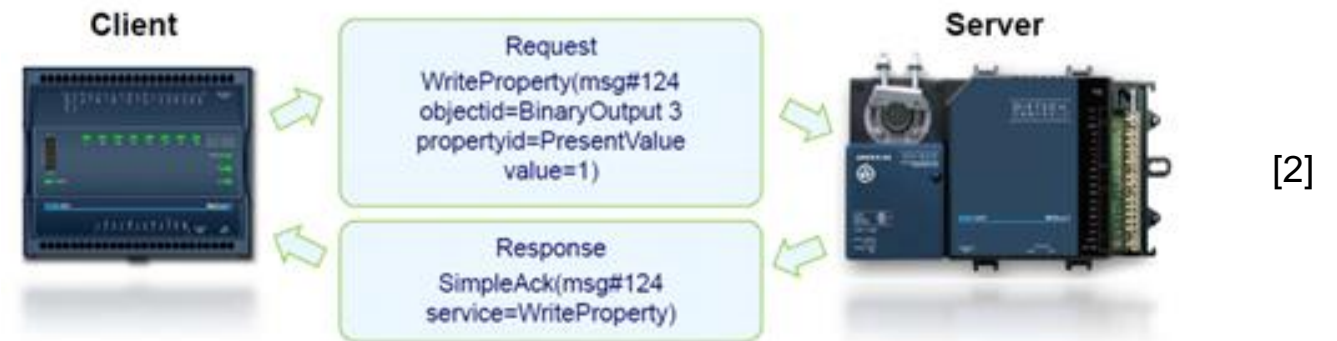 Client
Server
Request
WriteProperty(msg#124
objectid=BinaryOutput 3
propertyid=PresentValue
value=1)
[2]
Response
SimpleAck(msg#124
service=WriteProperty)